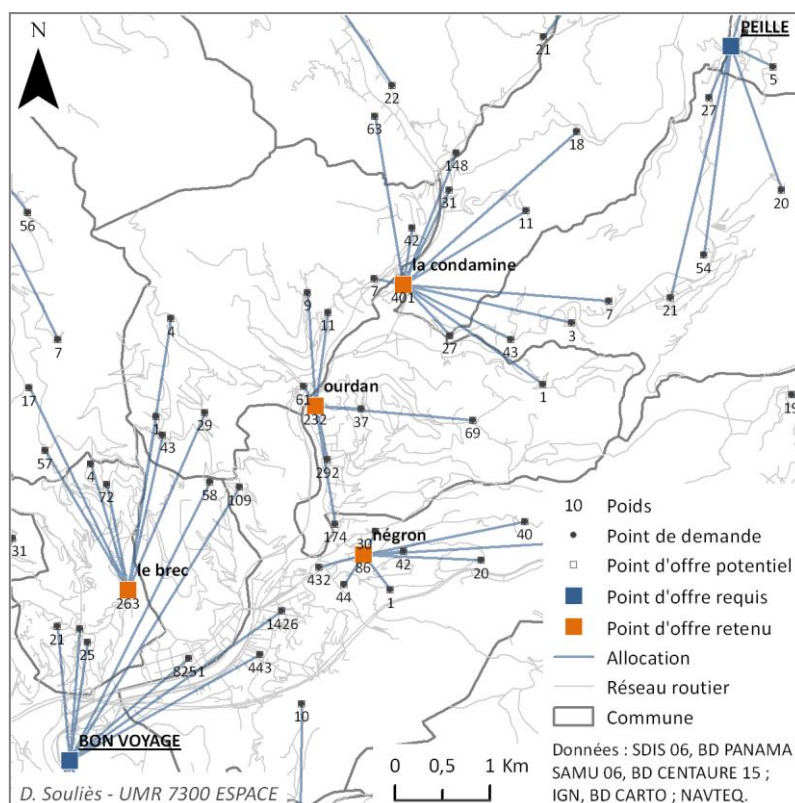 N
PEILLE
21
5
22
27
63
18
148
31
20
11
56
42
54
la condamine
7
401
21
7
9
11
4
3
27
43
7
ourdan
61
1
17
232
37
19
1
29
69
43
57
292
4
58
72
109
10 Poids
174
négron
40
Point de demande
31
30
42
Point d'offre potentiel
432
86
20
le brec
44
1
Point d'offre requis
263
1426
Point d'offre retenu
21
25
8251
443
Allocation
Réseau routier
10
Commune
BON VOYAGE
Données : SDIS 06, BD PANAMA
SAMU 06, BD CENTAURE 15 ;
IGN, BD CARTO ; NAVTEQ.
0 0,5 1 Km
D. Souliès - UMR 7300 ESPACE